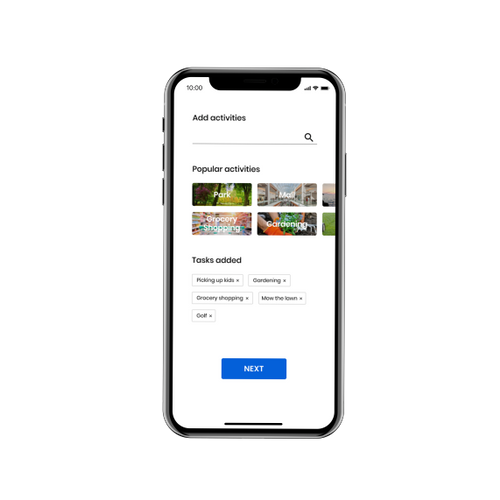 10:00
Add activities
Popular activities
Park Mall
Grocery Gardening
Shopping
Tasks added
Picking up kids × Gardening ×
Grocery shopping × Mow the lawn ×
Golf ×
NEXT